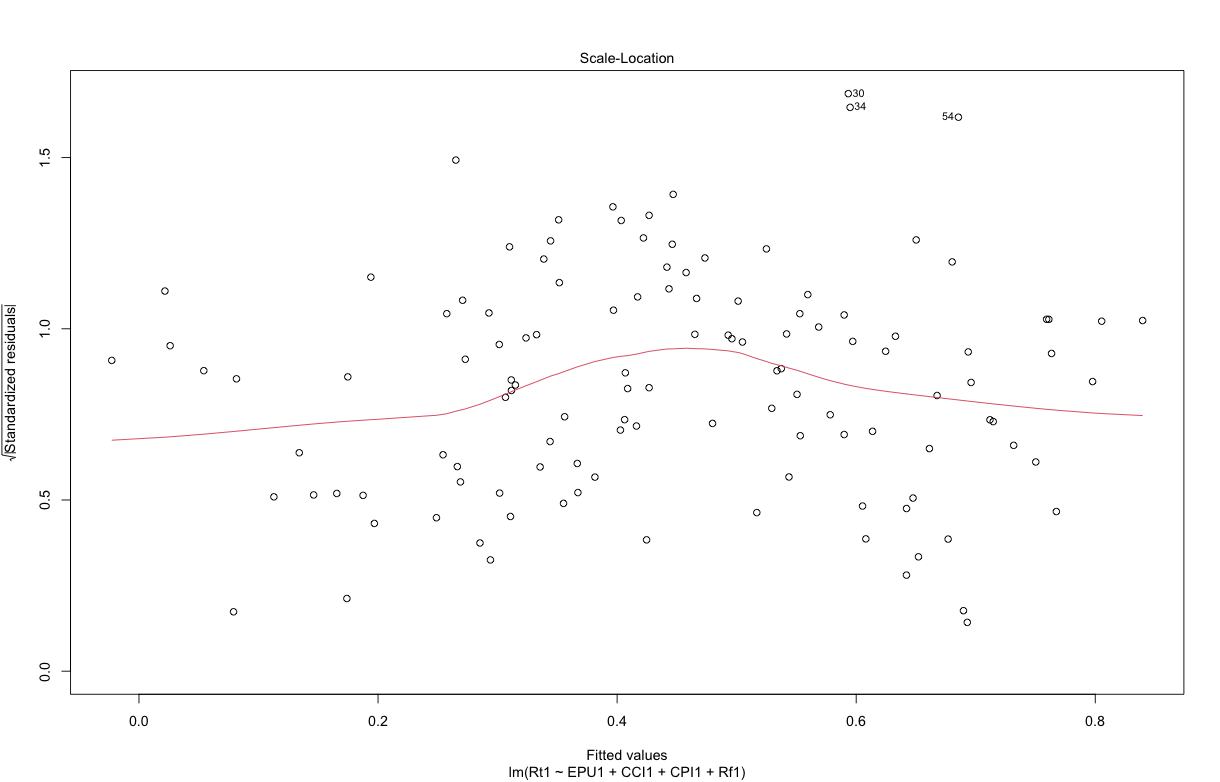 Scale-Location
30
34
54
1.5
1.0
0.5
0.0
√|Standardized residuals|
0.0 0.2 0.4 0.6 0.8
Fitted values
lm(Rt1 ~ EPU1 + CCI1 + CPI1 + Rf1)